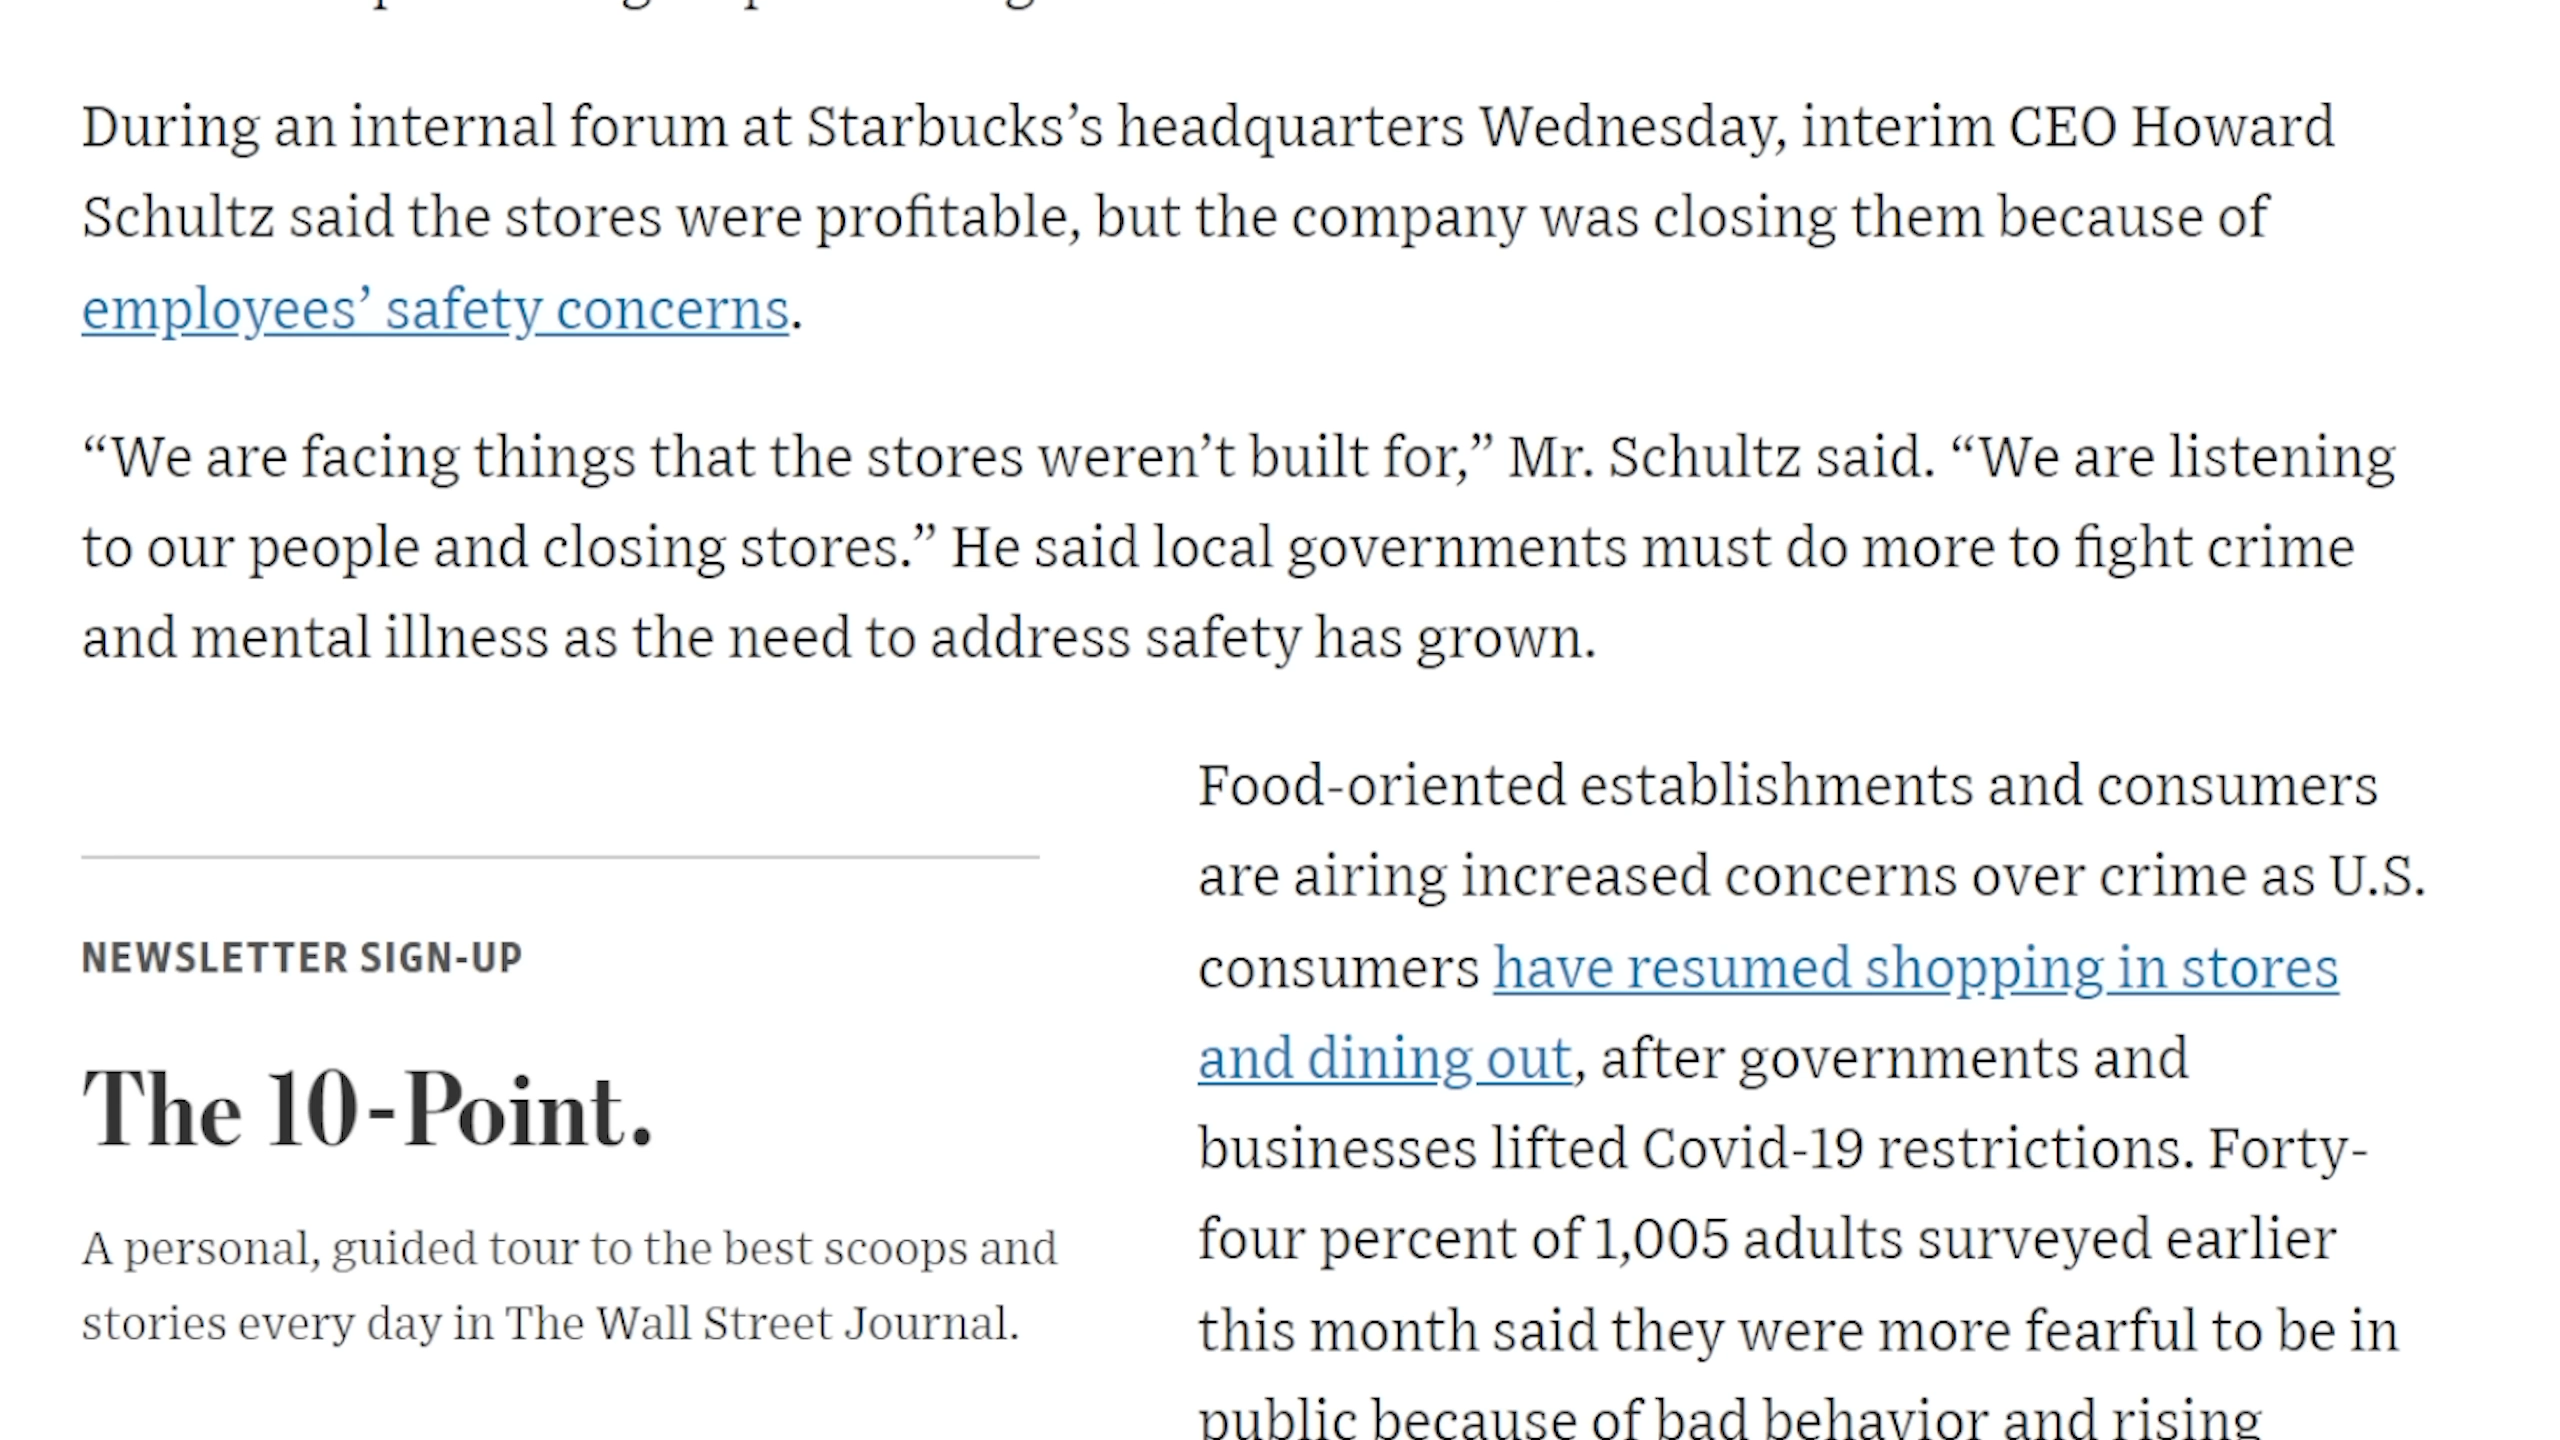 During an internal forum at Starbucks’s headquarters Wednesday, interim CEO Howard
Schultz said the stores were profitable, but the company was closing them because of
employees’ safety concerns.
“We are facing things that the stores weren’t built for,” Mr. Schultz said. “We are listening
to our people and closing stores.” He said local governments must do more to fight crime
and mental illness as the need to address safety has grown.
NEWSLETTER SIGN-UP
The 10-Point.
A personal, guided tour to the best scoops and
stories every day in The Wall Street Journal.
Food-oriented establishments and consumers
are airing increased concerns over crime as U.S.
consumers have resumed shopping in stores
and dining out, after governments and
businesses lifted Covid-19 restrictions. Forty-
four percent of 1,005 adults surveyed earlier
this month said they were more fearful to be in
public because of bad behavior and rising